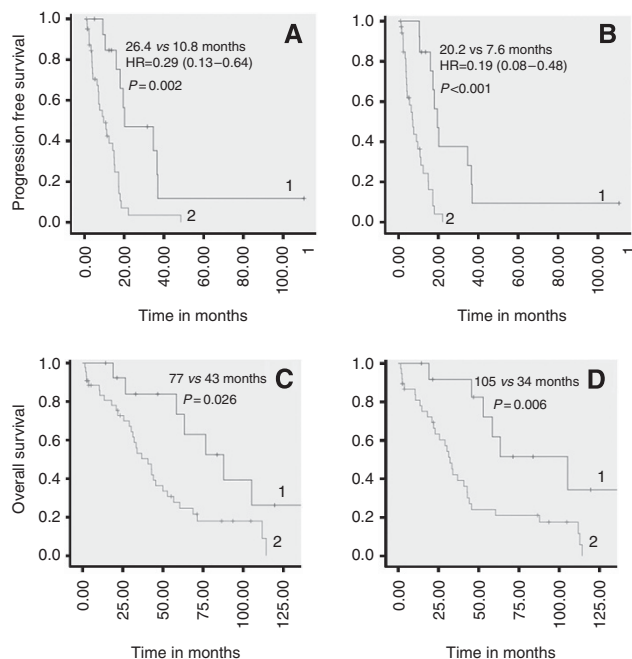 A
26.4 vs 10.8 months
HR=0.29 (0.13–0.64)
P=0.002
Progression free survival
1.0
0.8
0.6
0.4
0.2
0.0
1
2
0.00
20.00
40.00
60.00
80.00
100.00
1
Time in months
B
20.2 vs 7.6 months
HR=0.19 (0.08–0.48)
P<0.001
1.0
0.8
0.6
0.4
0.2
0.0
1
2
0.00
20.00
40.00
60.00
80.00
100.00
1
Time in months
C
77 vs 43 months
P=0.026
Overall survival
1.0
0.8
0.6
0.4
0.2
0.0
1
2
0.00
25.00
50.00
75.00
100.00
125.00
Time in months
D
105 vs 34 months
P=0.006
1.0
0.8
0.6
0.4
0.2
0.0
1
2
0.00
25.00
50.00
75.00
100.00
125.00
Time in months